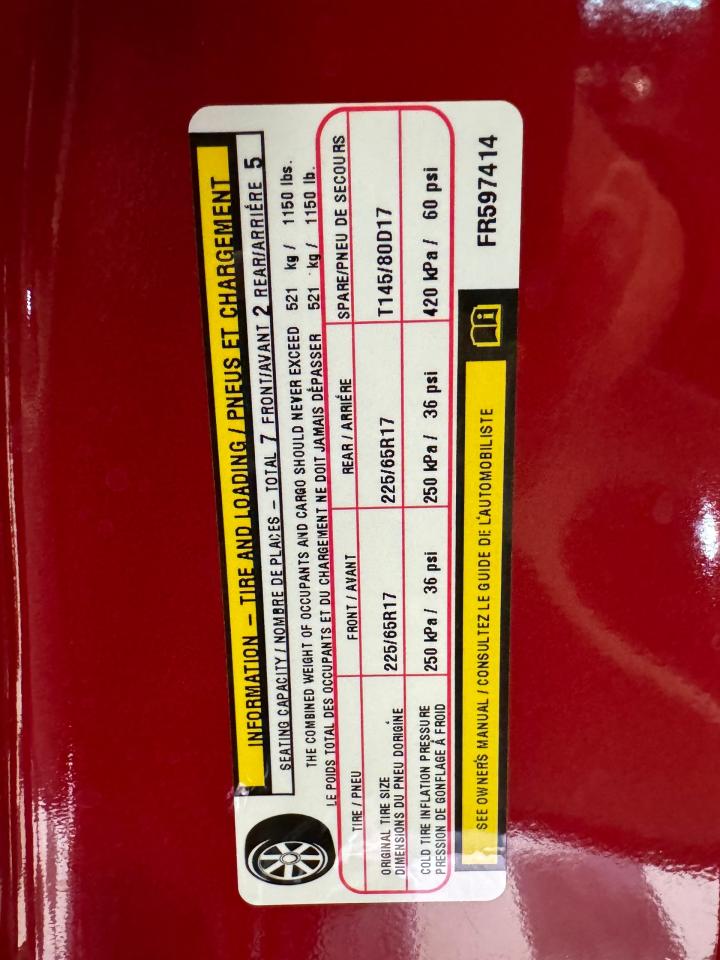 INFORMATION – TIRE AND LOADING / PNEUS ET CHARGEMENT
SEATING CAPACITY / NOMBRE DE PLACES – TOTAL 7 FRONT/AVANT 2 REAR/ARRIÉRE 5
THE COMBINED WEIGHT OF OCCUPANTS AND CARGO SHOULD NEVER EXCEED 521 kg / 1150 lbs.
LE POIDS TOTAL DES OCCUPANTS ET DU CHARGEMENT NE DOIT JAMAIS DÉPASSER 521 kg / 1150 lb.
TIRE / PNEU FRONT / AVANT REAR / ARRIÉRE SPARE/PNEU DE SECOURS
ORIGINAL TIRE SIZE
DIMENSIONS DU PNEU D'ORIGINE 225/65R17 225/65R17 T145/80D17
COLD TIRE INFLATION PRESSURE
PRESSION DE GONFLAGE Á FROID 250 kPa / 36 psi 250 kPa / 36 psi 420 kPa / 60 psi
SEE OWNER'S MANUAL / CONSULTEZ LE GUIDE DE L'AUTOMOBILISTE
FR597414